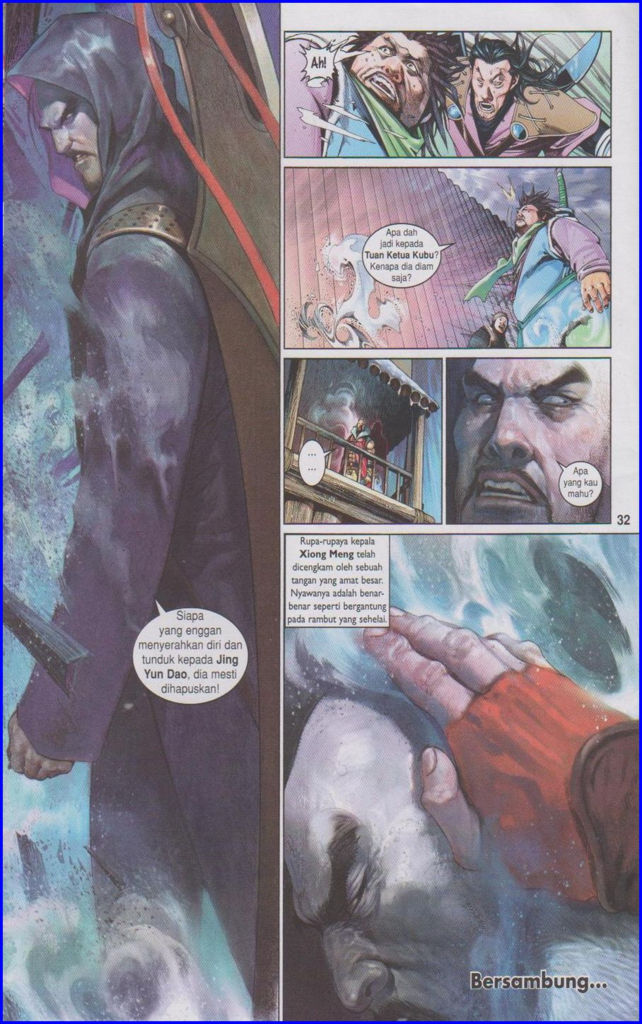 Siapa
yang enggan
menyerahkan diri dan
tunduk kepada Jing
Yun Dao, dia mesti
dihapuskan!
Ah!
Apa dah
jadi kepada
Tuan Ketua Kubu?
Kenapa dia diam
saja?
...
...
Apa
yang kau
mahu?
32
Rupa-rupaya kepala
Xiong Meng telah
dicengkam oleh sebuah
tangan yang amat besar.
Nyawanya adalah benar-
benar seperti bergantung
pada rambut yang sehelai.
Bersambung...